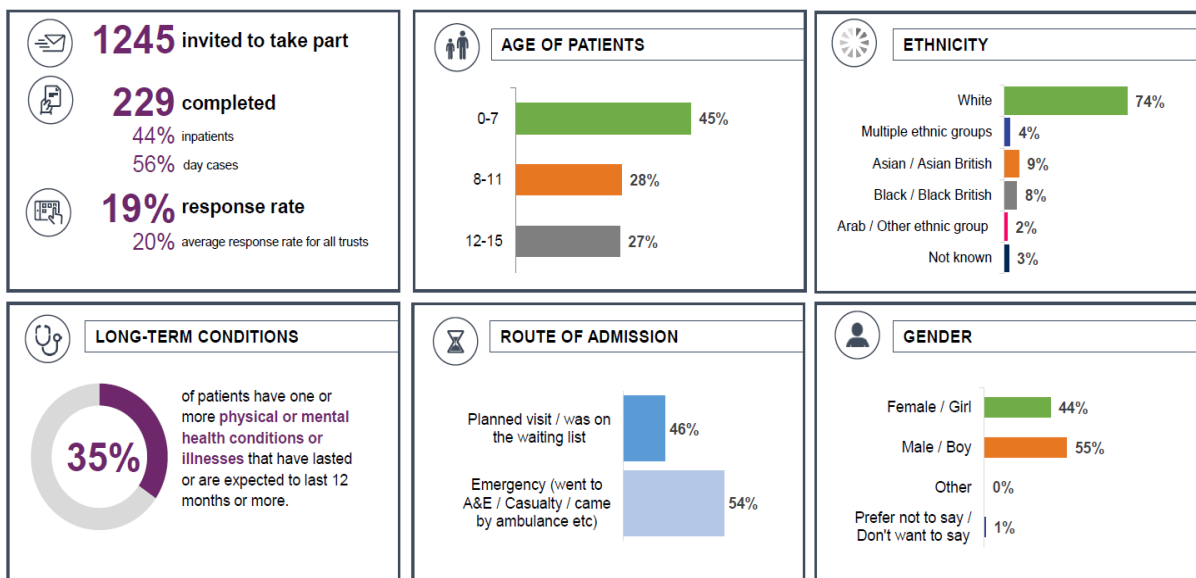 1245 invited to take part
229 completed
44% inpatients
56% day cases
19% response rate
20% average response rate for all trusts
AGE OF PATIENTS
0-7 45%
8-11 28%
12-15 27%
ETHNICITY
White 74%
Multiple ethnic groups 4%
Asian / Asian British 9%
Black / Black British 8%
Arab / Other ethnic group 2%
Not known 3%
LONG-TERM CONDITIONS
35%
of patients have one or
more physical or mental
health conditions or
illnesses that have lasted
or are expected to last 12
months or more.
ROUTE OF ADMISSION
Planned visit / was on
the waiting list
46%
Emergency (went to
A&E / Casualty / came
by ambulance etc)
54%
GENDER
Female / Girl 44%
Male / Boy 55%
Other 0%
Prefer not to say /
Don't want to say
1%